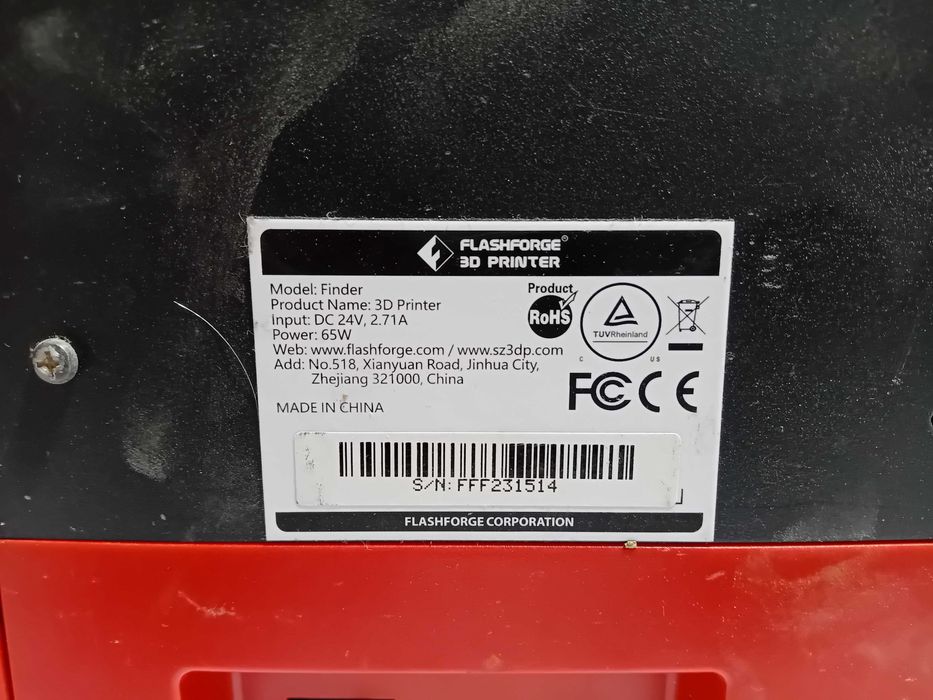 FLASHFORGE®
3D PRINTER
Model: Finder
Product Name: 3D Printer
Input: DC 24V, 2.71A
Power: 65W
Web: www.flashforge.com / www.sz3dp.com
Add: No.518, Xianyuan Road, Jinhua City,
Zhejiang 321000, China
MADE IN CHINA
Product
RoHS
TUVRheinland
C US
FC CE
S/N: FFF231514
FLASHFORGE CORPORATION